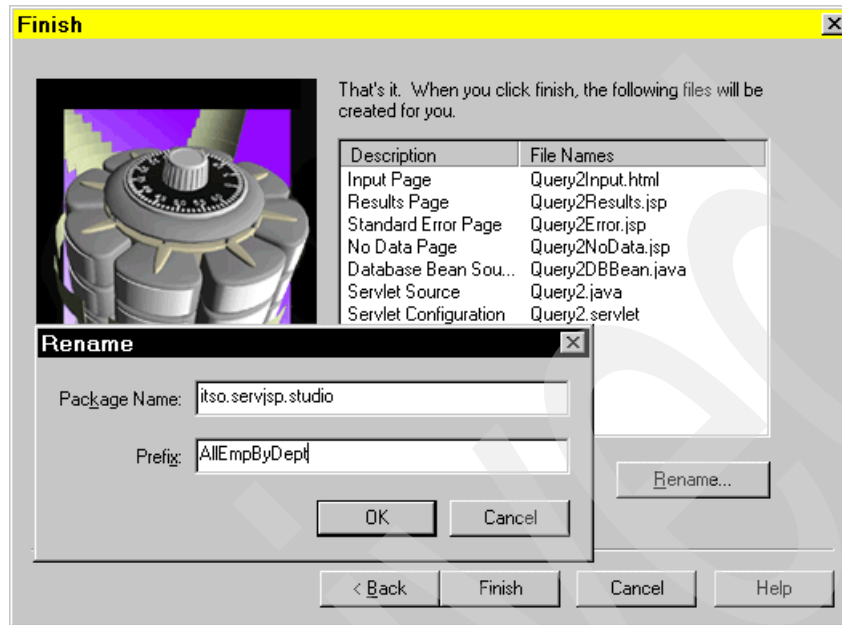 Finish
That's it. When you click finish, the following files will be
created for you.
Description File Names
Input Page Query2Input.html
Results Page Query2Results.jsp
Standard Error Page Query2Error.jsp
No Data Page Query2NoData.jsp
Database Bean Sou... Query2DBBean.java
Servlet Source Query2.java
Servlet Configuration Query2.servlet
Rename
Package Name: itso.servjsp.studio
Prefix: AllEmpByDept
OK Cancel
Rename...
< Back Finish Cancel Help